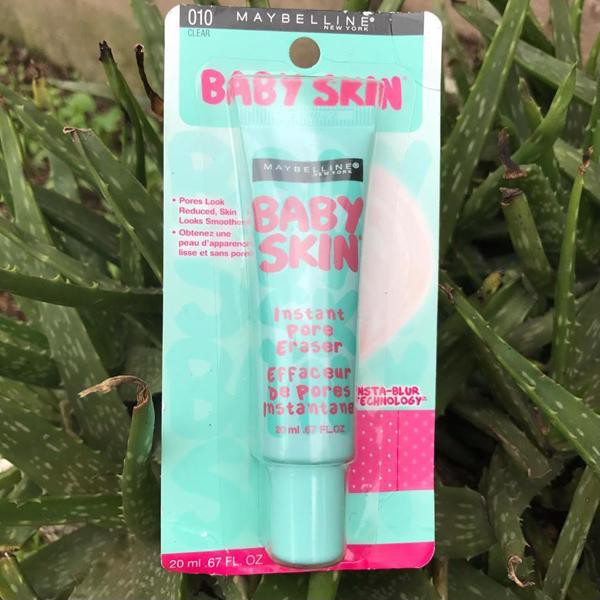 010
CLEAR
MAYBELLINE®
NEW YORK
BABY SKIN®
MAYBELLINE®
NEW YORK
BABY
SKIN
• Pores Look
Reduced, Skin
Looks Smoother
• Obtenez une
peau d'apparence
lisse et sans pores
Instant
Pore
Eraser
Effaceur
De Pores
Instantané
20 ml .67 FL.OZ
INSTA-BLUR
TECHNOLOGY
20 ml .67 FL. OZ